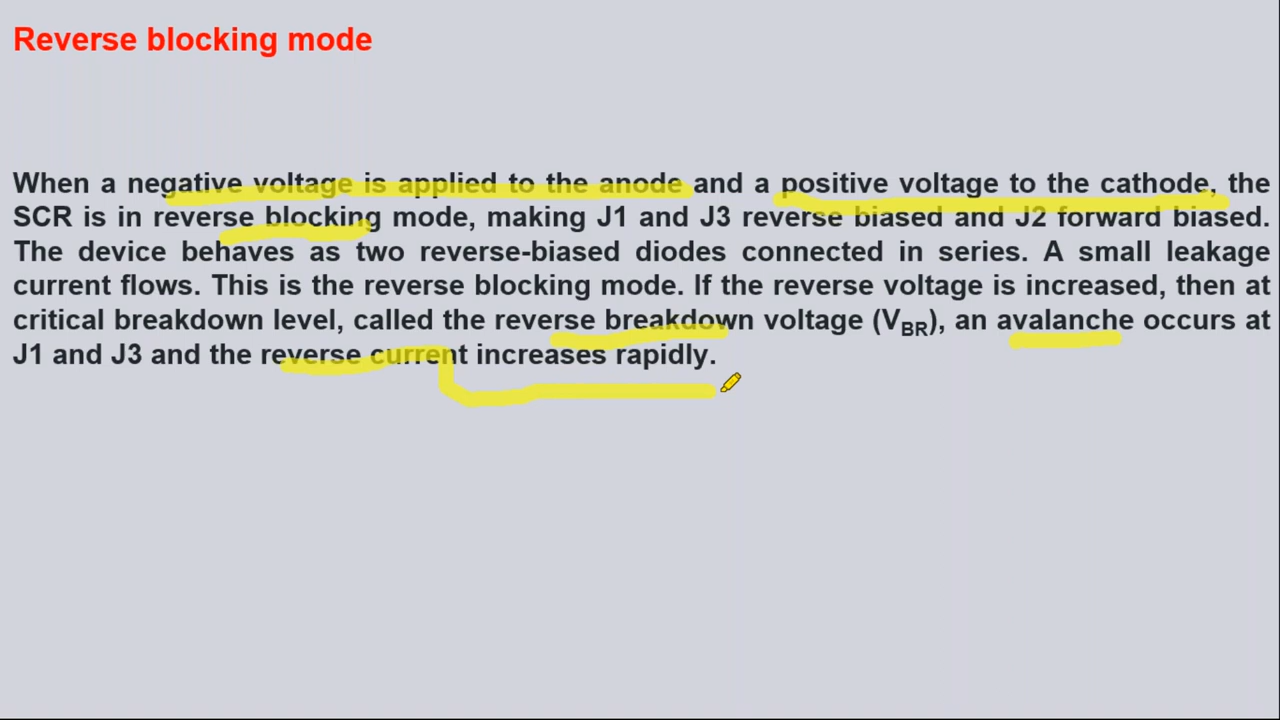 Reverse blocking mode
When a negative voltage is applied to the anode and a positive voltage to the cathode, the
SCR is in reverse blocking mode, making J1 and J3 reverse biased and J2 forward biased.
The device behaves as two reverse-biased diodes connected in series. A small leakage
current flows. This is the reverse blocking mode. If the reverse voltage is increased, then at
critical breakdown level, called the reverse breakdown voltage (VBR), an avalanche occurs at
J1 and J3 and the reverse current increases rapidly.